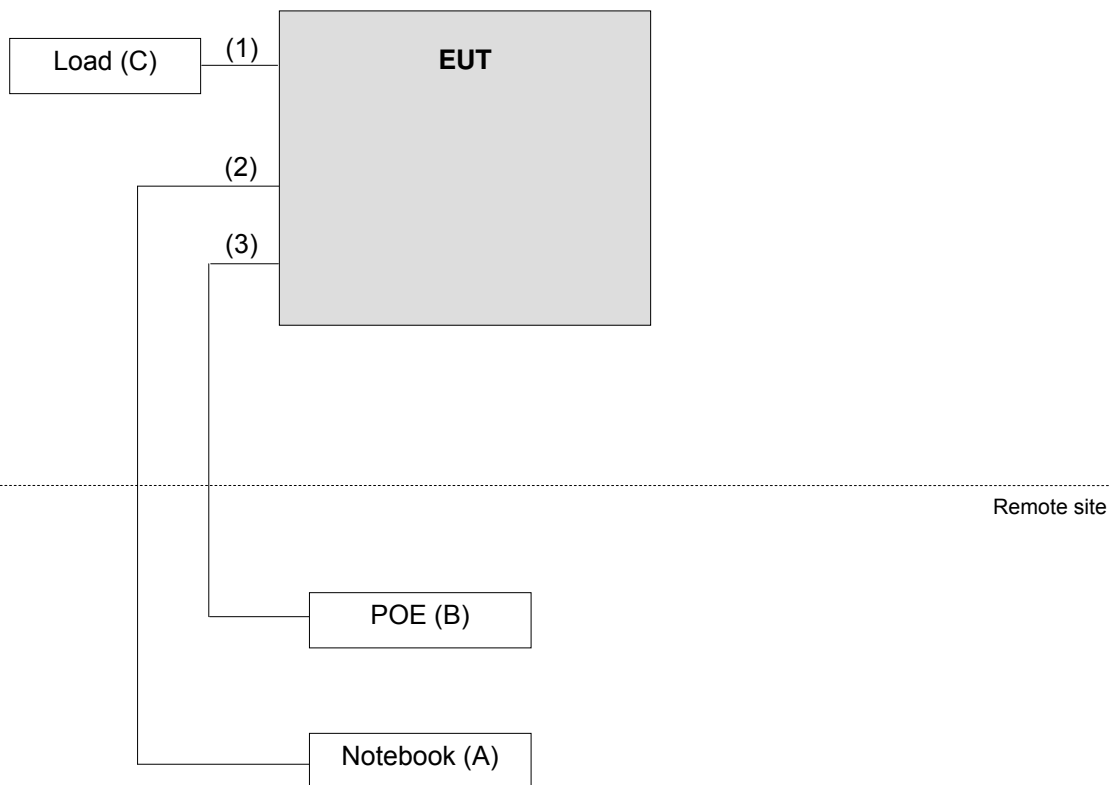 Load (C)
(1)
EUT
(2)
(3)
Remote site
POE (B)
Notebook (A)